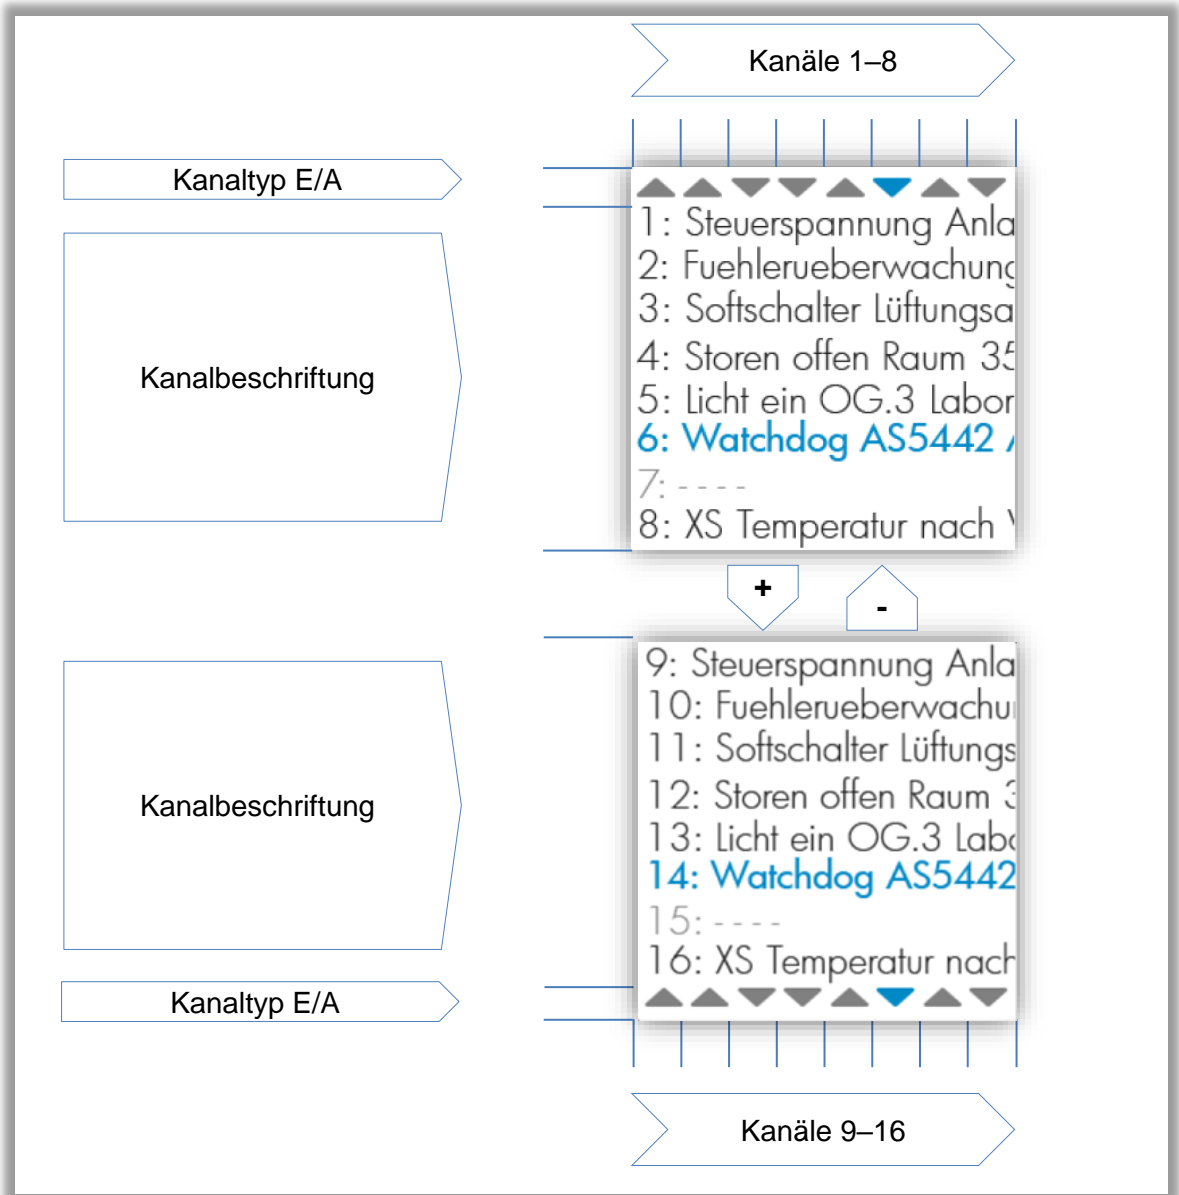 Kanäle 1–8
Kanaltyp E/A
1: Steuerspannung Anla
2: Fuehlerueberwachung
3: Softschalter Lüftungsa
4: Storen offen Raum 35
5: Licht ein OG.3 Labor
6: Watchdog AS5442
7: - - - -
8: XS Temperatur nach
Kanalbeschriftung
+
-
9: Steuerspannung Anla
10: Fuehlerueberwachu
11: Softschalter Lüftungs
12: Storen offen Raum 3
13: Licht ein OG.3 Labo
14: Watchdog AS5442
15: - - - -
16: XS Temperatur nach
Kanalbeschriftung
Kanaltyp E/A
Kanäle 9–16